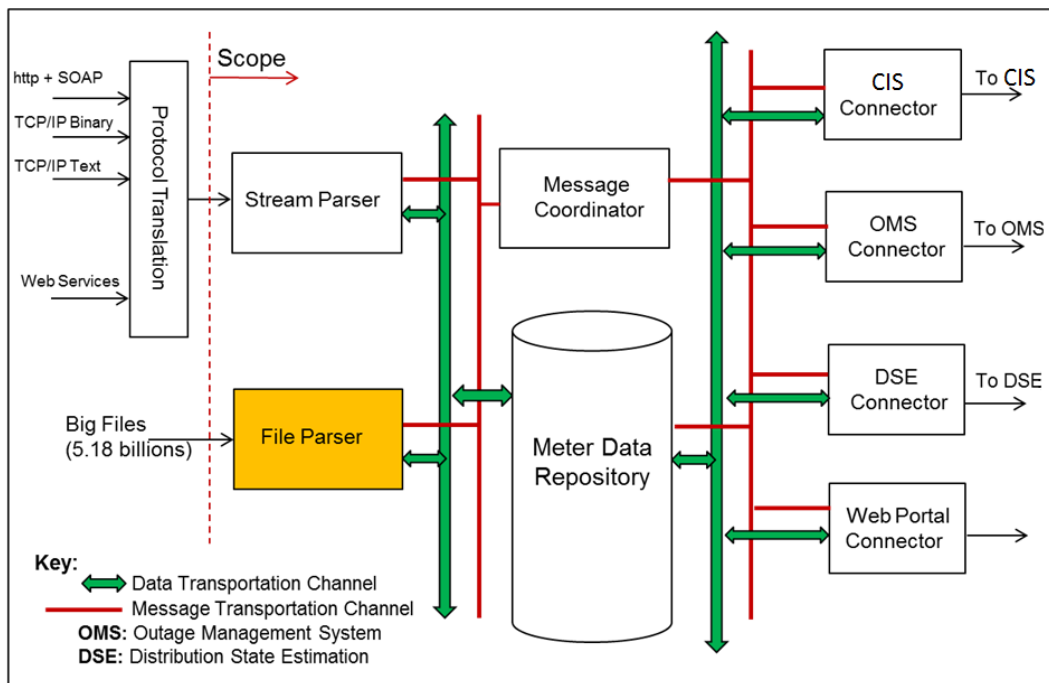 Scope
http + SOAP
TCP/IP Binary
TCP/IP Text
Web Services
Protocol Translation
Stream Parser
Message
Coordinator
CIS
Connector
To CIS
OMS
Connector
To OMS
DSE
Connector
To DSE
Web Portal
Connector
Big Files
(5.18 billions)
File Parser
Meter Data
Repository
Key:
Data Transportation Channel
Message Transportation Channel
OMS: Outage Management System
DSE: Distribution State Estimation